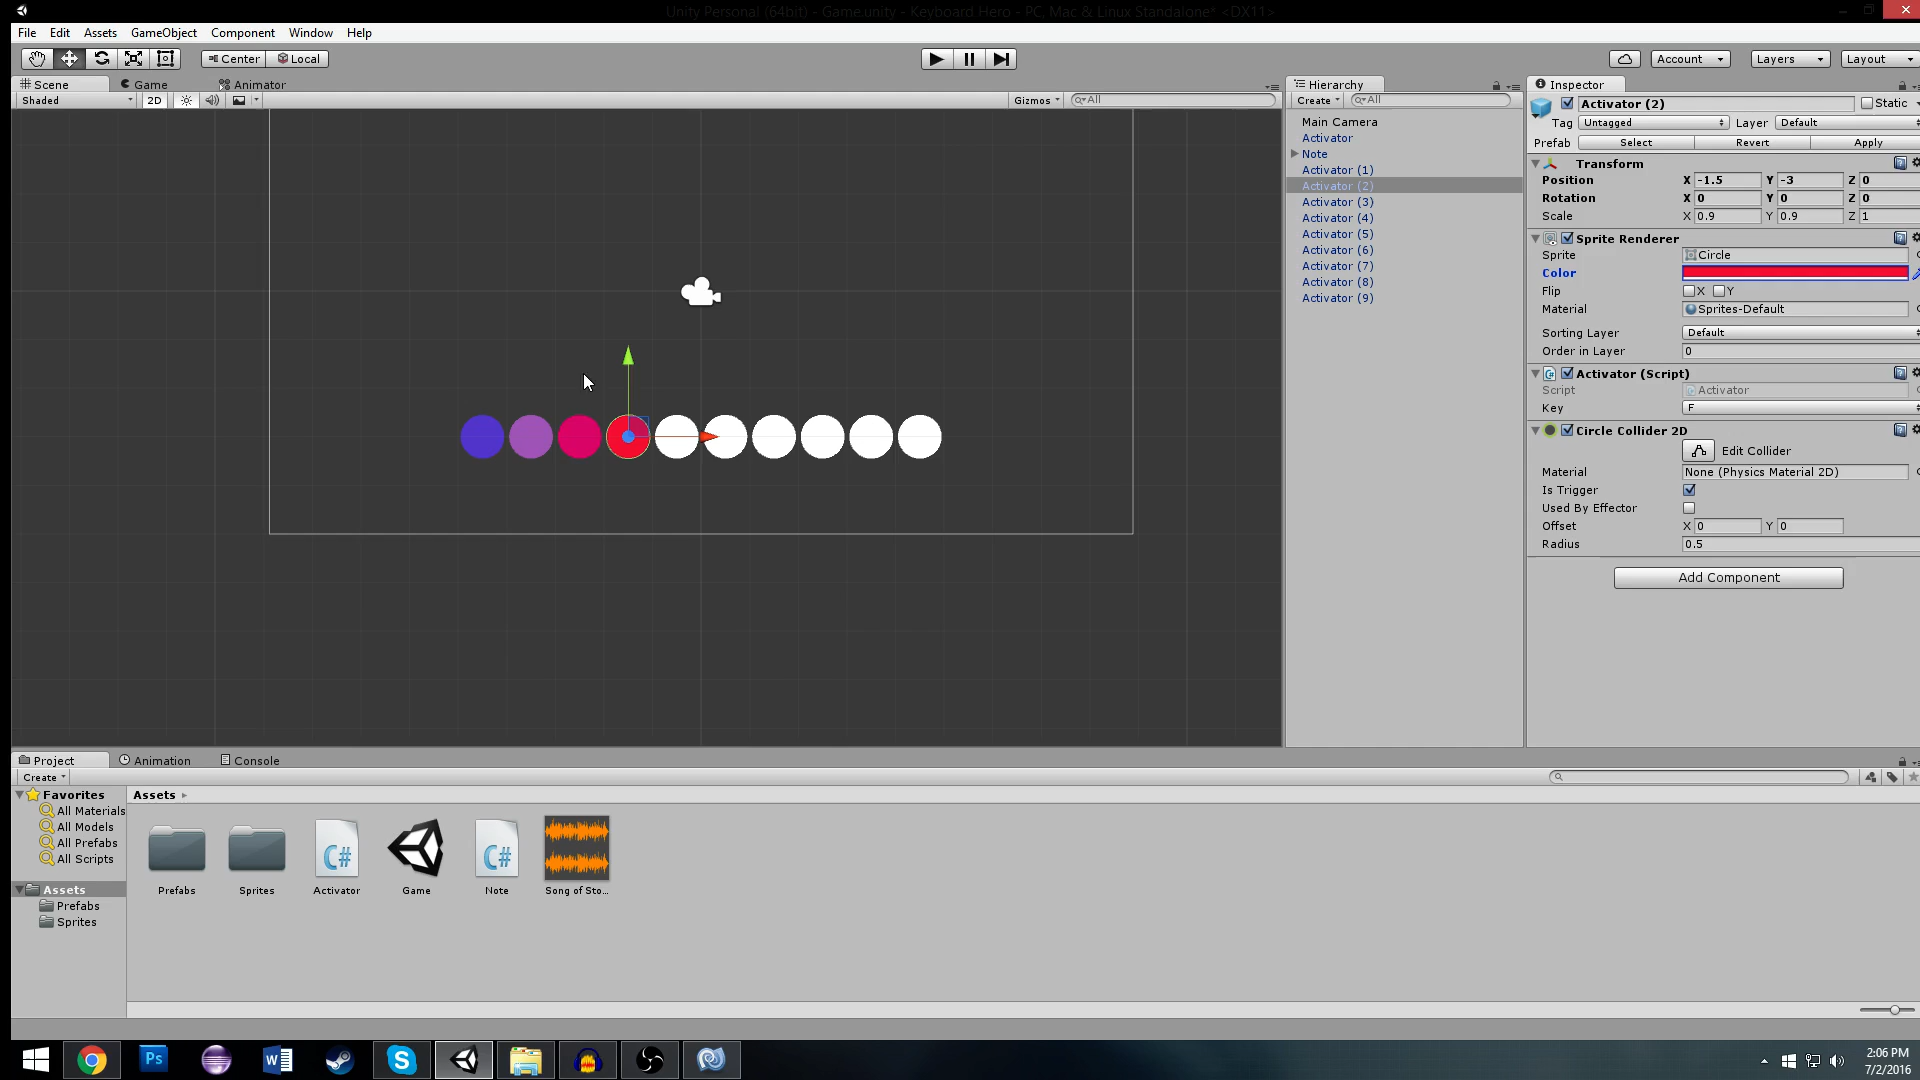 Unity Personal (64bit) - Game.unity - Keyboard Hero - PC, Mac & Linux Standalone* <DX11>
File Edit Assets GameObject Component Window Help
Center Local Account Layers Layout
Scene Game Animator Hierarchy Inspector
Shaded 2D Gizmos All Create All
Activator (2) Static
Tag Untagged Layer Default
Prefab Select Revert Apply
Main Camera
Activator
Note
Activator (1)
Activator (2)
Activator (3)
Activator (4)
Activator (5)
Activator (6)
Activator (7)
Activator (8)
Activator (9)
Transform
Position X -1.5 Y -3 Z 0
Rotation X 0 Y 0 Z 0
Scale X 0.9 Y 0.9 Z 1
Sprite Renderer
Sprite Circle
Color
Flip X Y
Material Sprites-Default
Sorting Layer Default
Order in Layer 0
Activator (Script)
Script Activator
Key F
Circle Collider 2D
Edit Collider
Material None (Physics Material 2D)
Is Trigger
Used By Effector
Offset X 0 Y 0
Radius 0.5
Add Component
Project Animation Console
Create
Favorites
All Materials
All Models
All Prefabs
All Scripts
Assets
Prefabs
Sprites
Assets
C# C#
Prefabs Sprites Activator Game Note Song of Sto...
Ps W S
2:06 PM
7/2/2016